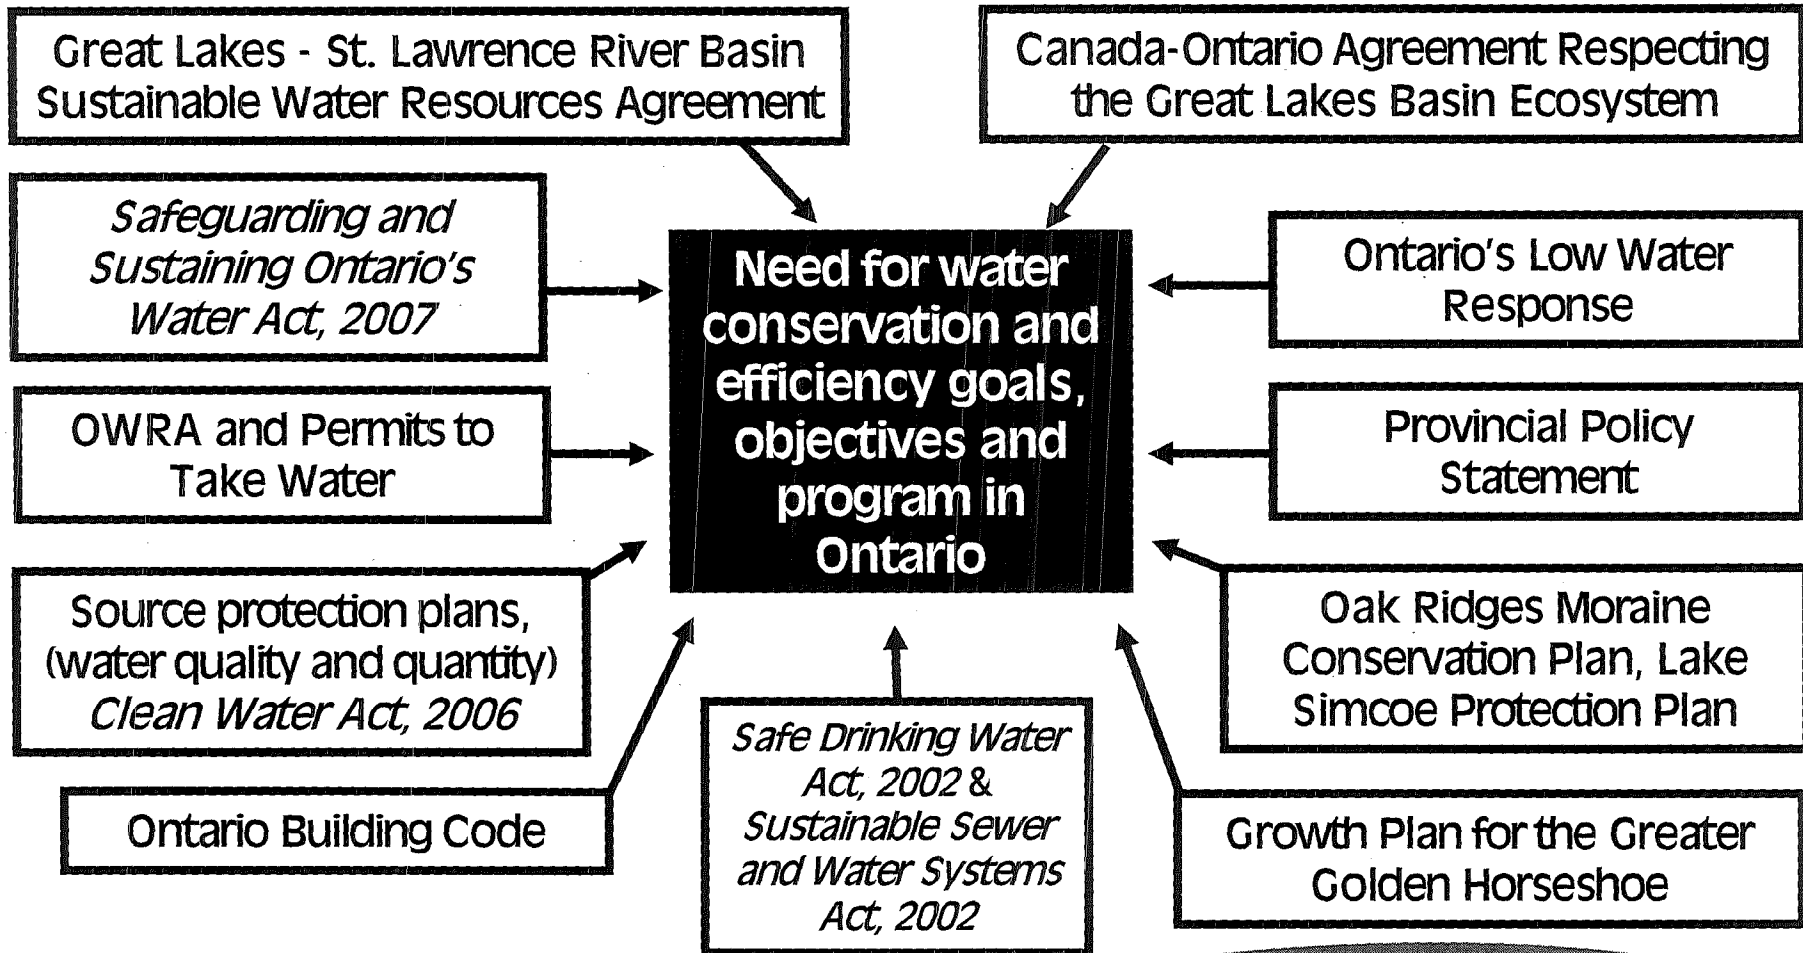 Great Lakes - St. Lawrence River Basin
Sustainable Water Resources Agreement
Canada-Ontario Agreement Respecting
the Great Lakes Basin Ecosystem
Safeguarding and
Sustaining Ontario's
Water Act, 2007
Need for water
conservation and
efficiency goals,
objectives and
program in
Ontario
Ontario's Low Water
Response
OWRA and Permits to
Take Water
Provincial Policy
Statement
Source protection plans,
(water quality and quantity)
Clean Water Act, 2006
Oak Ridges Moraine
Conservation Plan, Lake
Simcoe Protection Plan
Ontario Building Code
Safe Drinking Water
Act, 2002 &
Sustainable Sewer
and Water Systems
Act, 2002
Growth Plan for the Greater
Golden Horseshoe